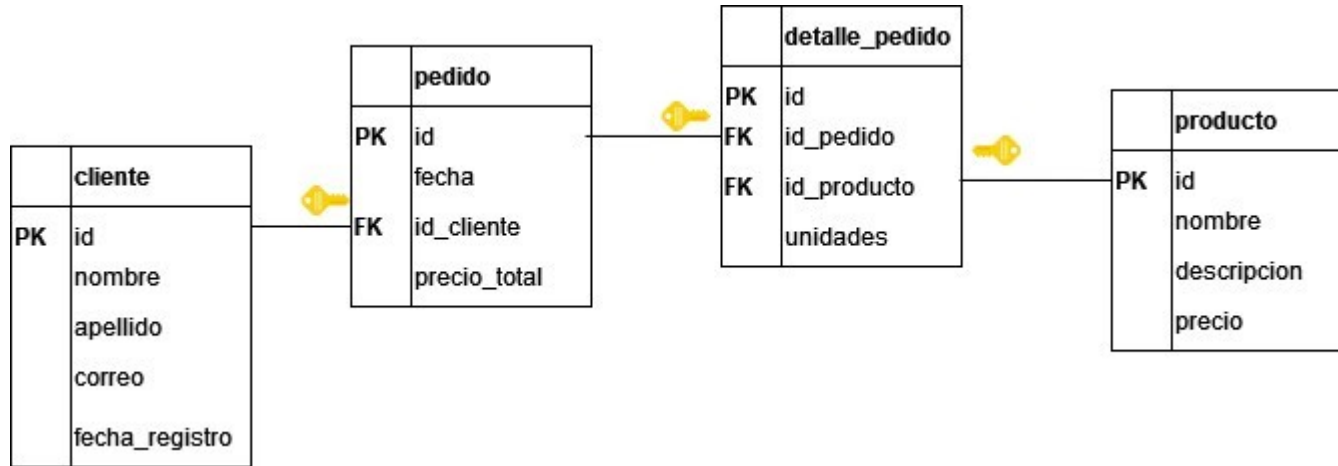 cliente
PK id
nombre
apellido
correo
fecha_registro
pedido
PK id
fecha
FK id_cliente
precio_total
detalle_pedido
PK id
FK id_pedido
FK id_producto
unidades
producto
PK id
nombre
descripcion
precio